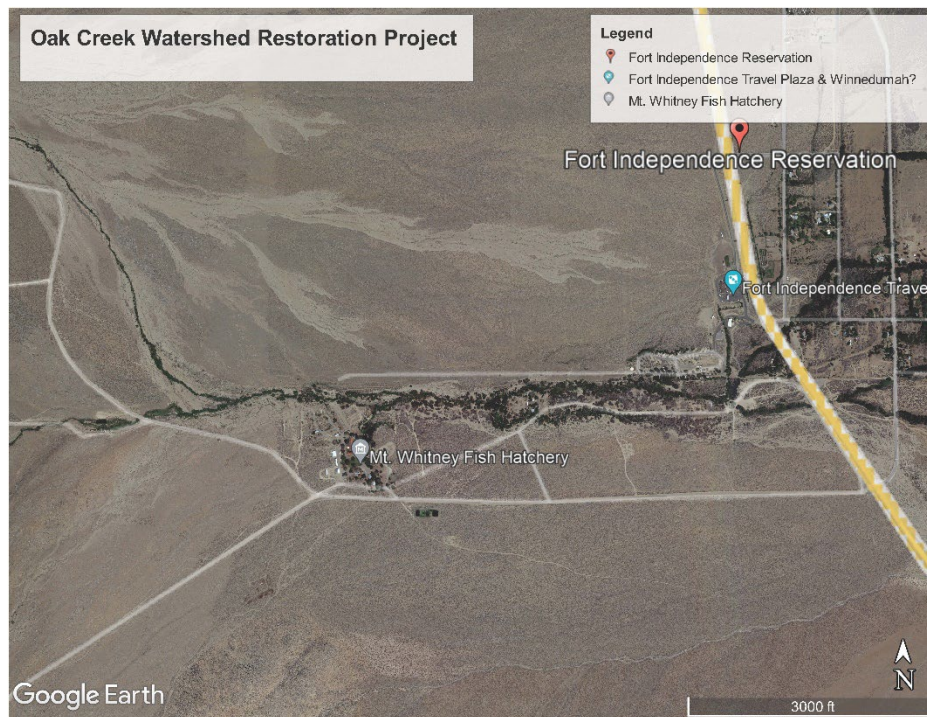 Oak Creek Watershed Restoration Project
Legend
Fort Independence Reservation
Fort Independence Travel Plaza & Winnedumah?
Mt. Whitney Fish Hatchery
Fort Independence Reservation
Fort Independence Trave
Mt. Whitney Fish Hatchery
Google Earth
N
3000 ft